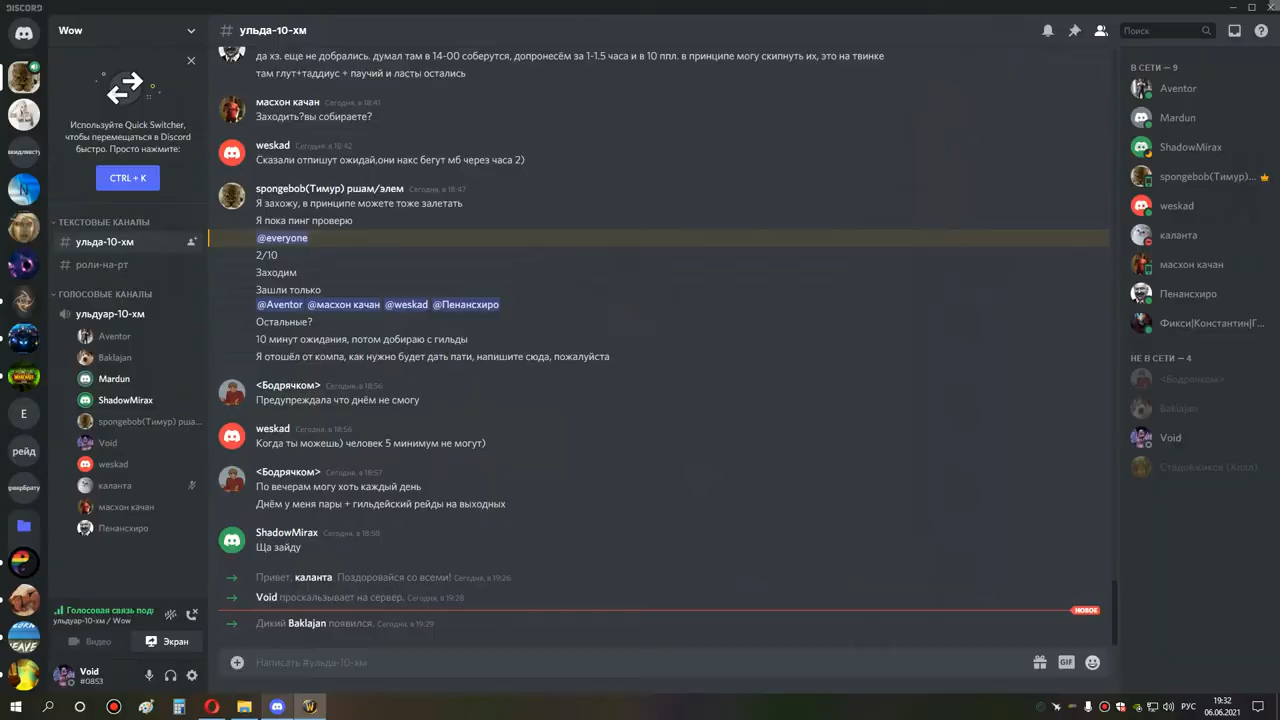 DISCORD
Wow
Используйте Quick Switcher,
чтобы перемещаться в Discord
быстро. Просто нажмите:
CTRL + K
ТЕКСТОВЫЕ КАНАЛЫ
ульда-10-хм
роли-на-рт
ГОЛОСОВЫЕ КАНАЛЫ
ульдуар-10-хм
Aventor
Baklajan
Mardun
ShadowMirax
spongebob(Тимур) рша...
Void
weskad
каланта
масхон качан
Пенансхиро
E
рейд
Голосовая связь под
ульдуар-10-хм / Wow
Видео
Экран
Void
#0853
# ульда-10-хм
Поиск
да хз. еще не добрались. думал там в 14-00 соберутся, допронесём за 1-1.5 часа и в 10 ппл. в принципе могу скипнуть их, это на твинке
там глут+таддиус + паучий и ласты остались
масхон качан Сегодня, в 18:41
Заходить?вы собираете?
weskad Сегодня, в 18:42
Сказали отпишут ожидай,они накс бегут мб через часа 2)
spongebob(Тимур) ршам/элем Сегодня, в 18:47
Я захожу, в принципе можете тоже залетать
Я пока пинг проверю
@everyone
2/10
Заходим
Зашли только
@Aventor @масхон качан @weskad @Пенансхиро
Остальные?
10 минут ожидания, потом добираю с гильды
Я отошёл от компа, как нужно будет дать пати, напишите сюда, пожалуйста
<Бодрячком> Сегодня, в 18:56
Предупреждала что днём не смогу
weskad Сегодня, в 18:56
Когда ты можешь) человек 5 минимум не могут)
<Бодрячком> Сегодня, в 18:57
По вечерам могу хоть каждый день
Днём у меня пары + гильдейский рейды на выходных
ShadowMirax Сегодня, в 18:58
Ща зайду
Привет, каланта. Поздоровайся со всеми! Сегодня, в 19:26
Void проскальзывает на сервер. Сегодня, в 19:28
НОВОЕ
Дикий Baklajan появился. Сегодня, в 19:29
Написать #ульда-10-хм
GIF
В СЕТИ — 9
Aventor
Mardun
ShadowMirax
spongebob(Тимур)...
weskad
каланта
масхон качан
Пенансхиро
Фикси|Константин|Г...
НЕ В СЕТИ — 4
<Бодрячком>
Baklajan
Void
РУС
19:32
06.06.2021